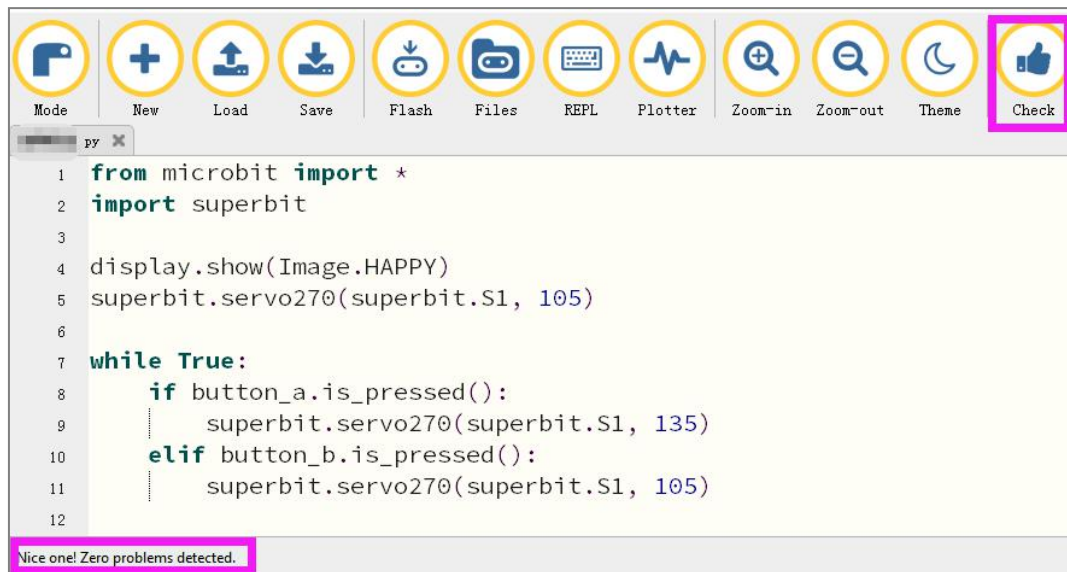 Mode New Load Save Flash Files REPL Plotter Zoom-in Zoom-out Theme Check
py
1 from microbit import *
2 import superbit
3
4 display.show(Image.HAPPY)
5 superbit.servo270(superbit.S1, 105)
6
7 while True:
8     if button_a.is_pressed():
9         superbit.servo270(superbit.S1, 135)
10     elif button_b.is_pressed():
11         superbit.servo270(superbit.S1, 105)
12
Nice one! Zero problems detected.